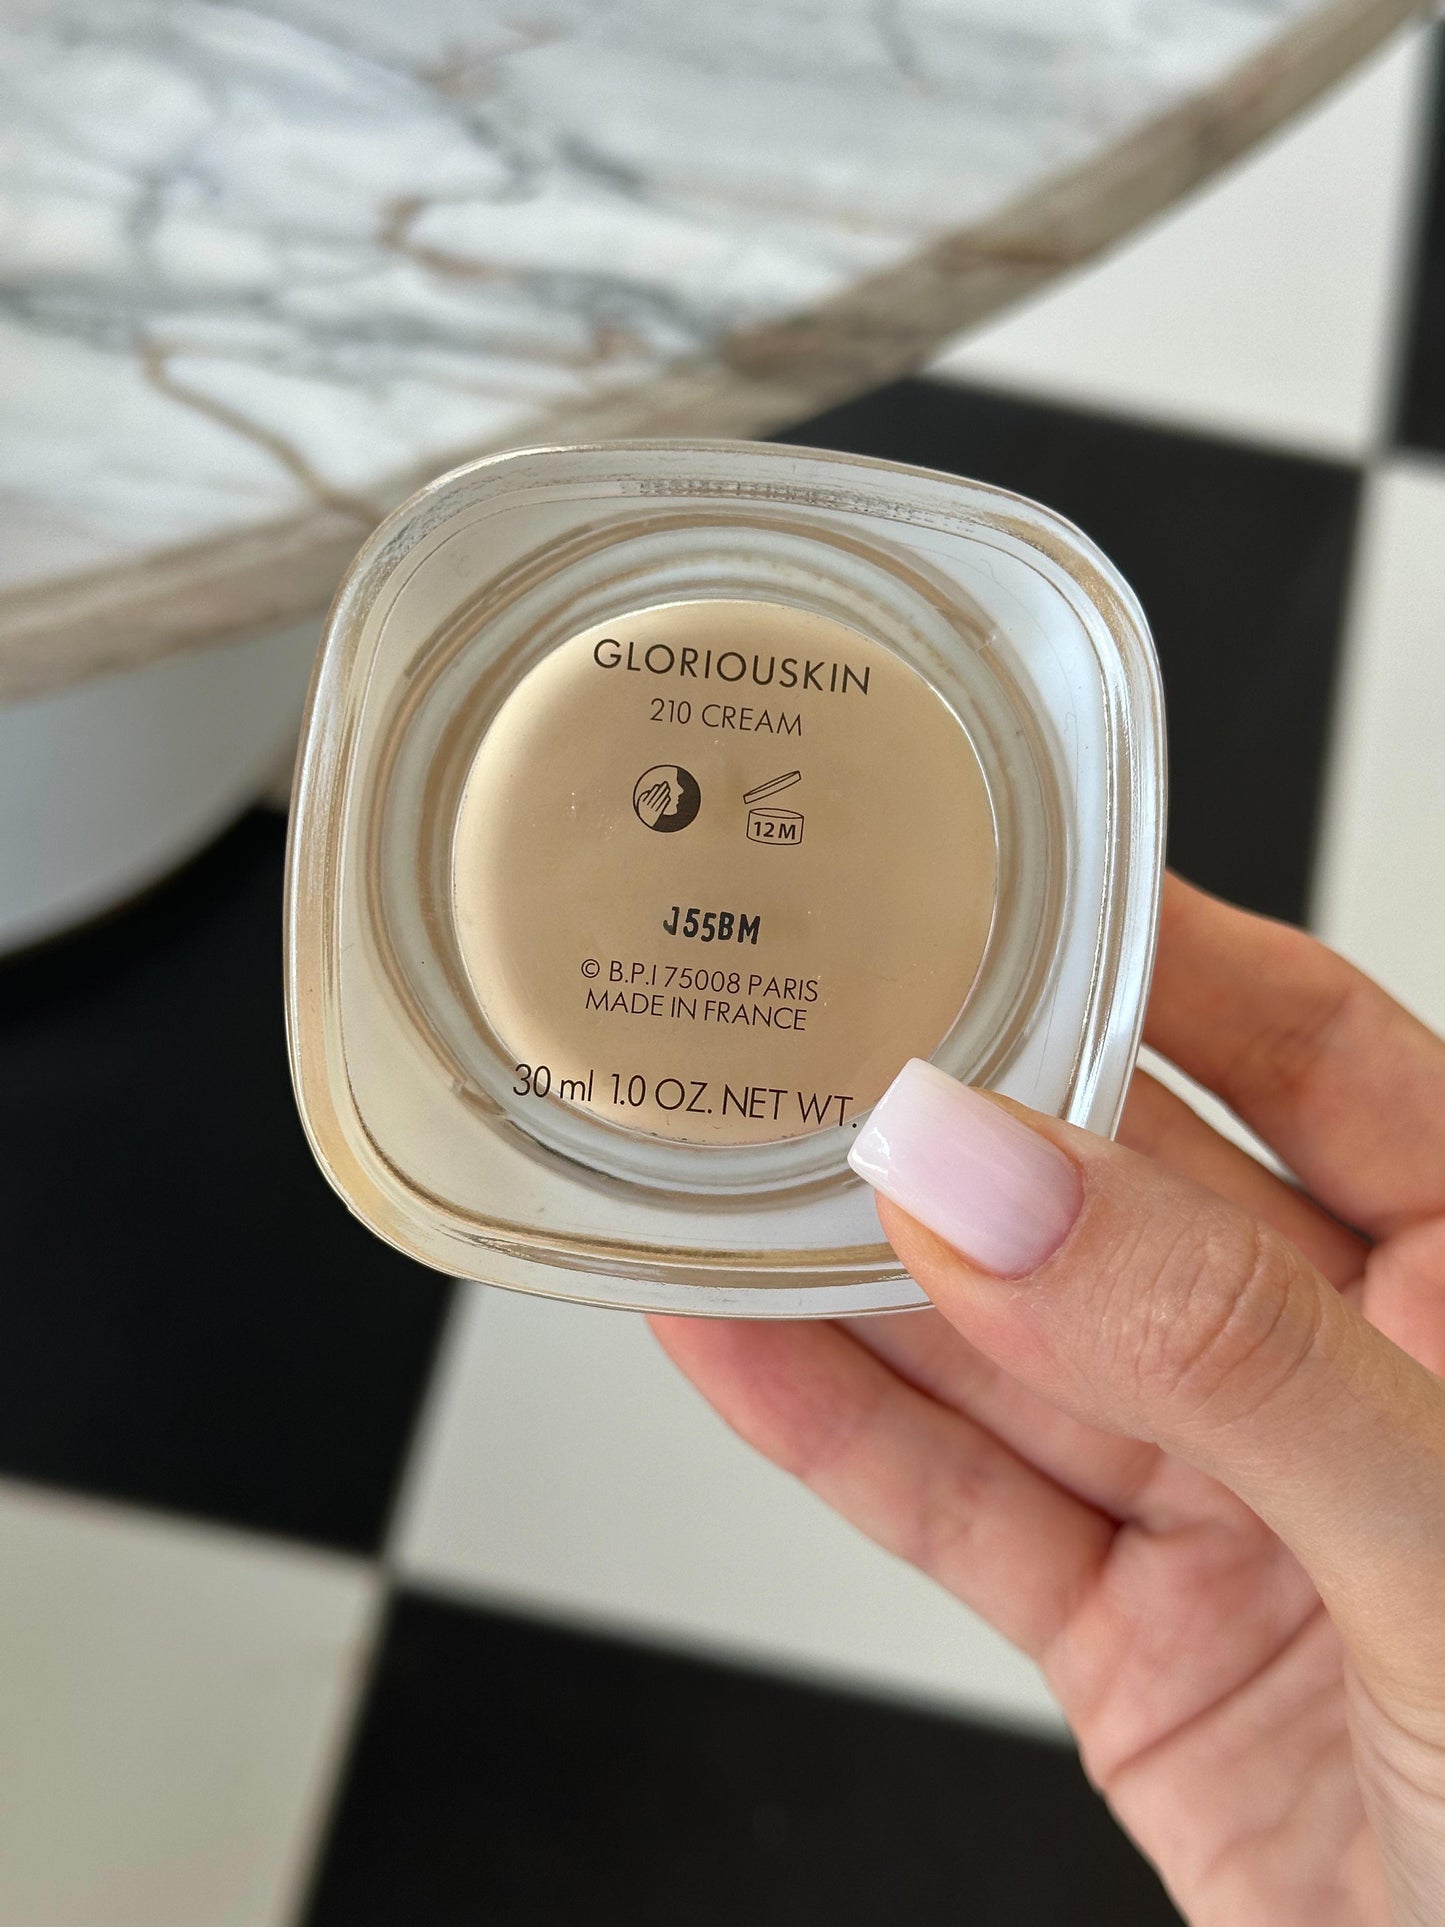 GLORIOUSKIN
210 CREAM
12M
J55BM
© B.P.I 75008 PARIS
MADE IN FRANCE
30 ml 1.0 OZ. NET WT.